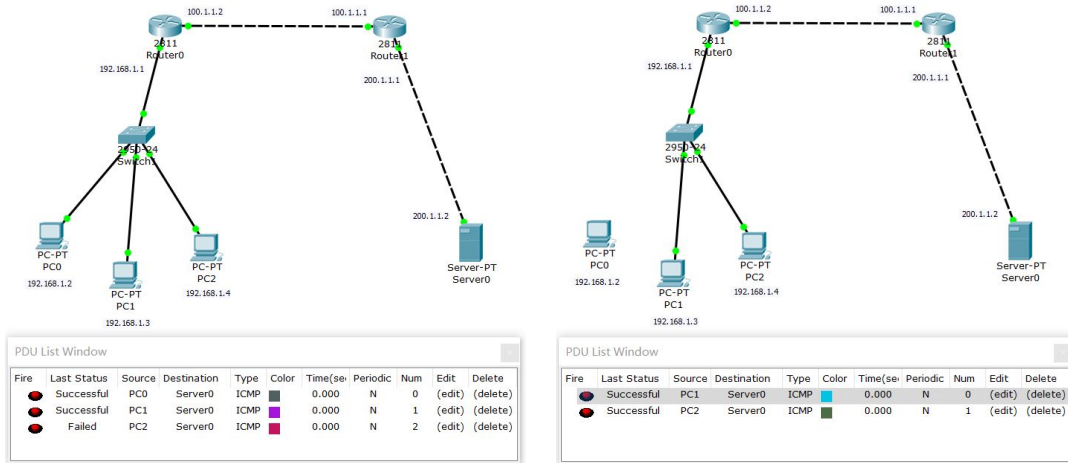 100.1.1.2
100.1.1.1
2811
Router0
2811
Router1
192.168.1.1
200.1.1.1
2950-24
Switch1
200.1.1.2
PC-PT
PC0
192.168.1.2
PC-PT
PC1
192.168.1.3
PC-PT
PC2
192.168.1.4
Server-PT
Server0
PDU List Window
Fire Last Status Source Destination Type Color Time(se Periodic Num Edit Delete
Successful PC0 Server0 ICMP 0.000 N 0 (edit) (delete)
Successful PC1 Server0 ICMP 0.000 N 1 (edit) (delete)
Failed PC2 Server0 ICMP 0.000 N 2 (edit) (delete)
100.1.1.2
100.1.1.1
2811
Router0
2811
Router1
192.168.1.1
200.1.1.1
2950-24
Switch1
200.1.1.2
PC-PT
PC0
192.168.1.2
PC-PT
PC1
192.168.1.3
PC-PT
PC2
192.168.1.4
Server-PT
Server0
PDU List Window
Fire Last Status Source Destination Type Color Time(se Periodic Num Edit Delete
Successful PC1 Server0 ICMP 0.000 N 0 (edit) (delete)
Successful PC2 Server0 ICMP 0.000 N 1 (edit) (delete)